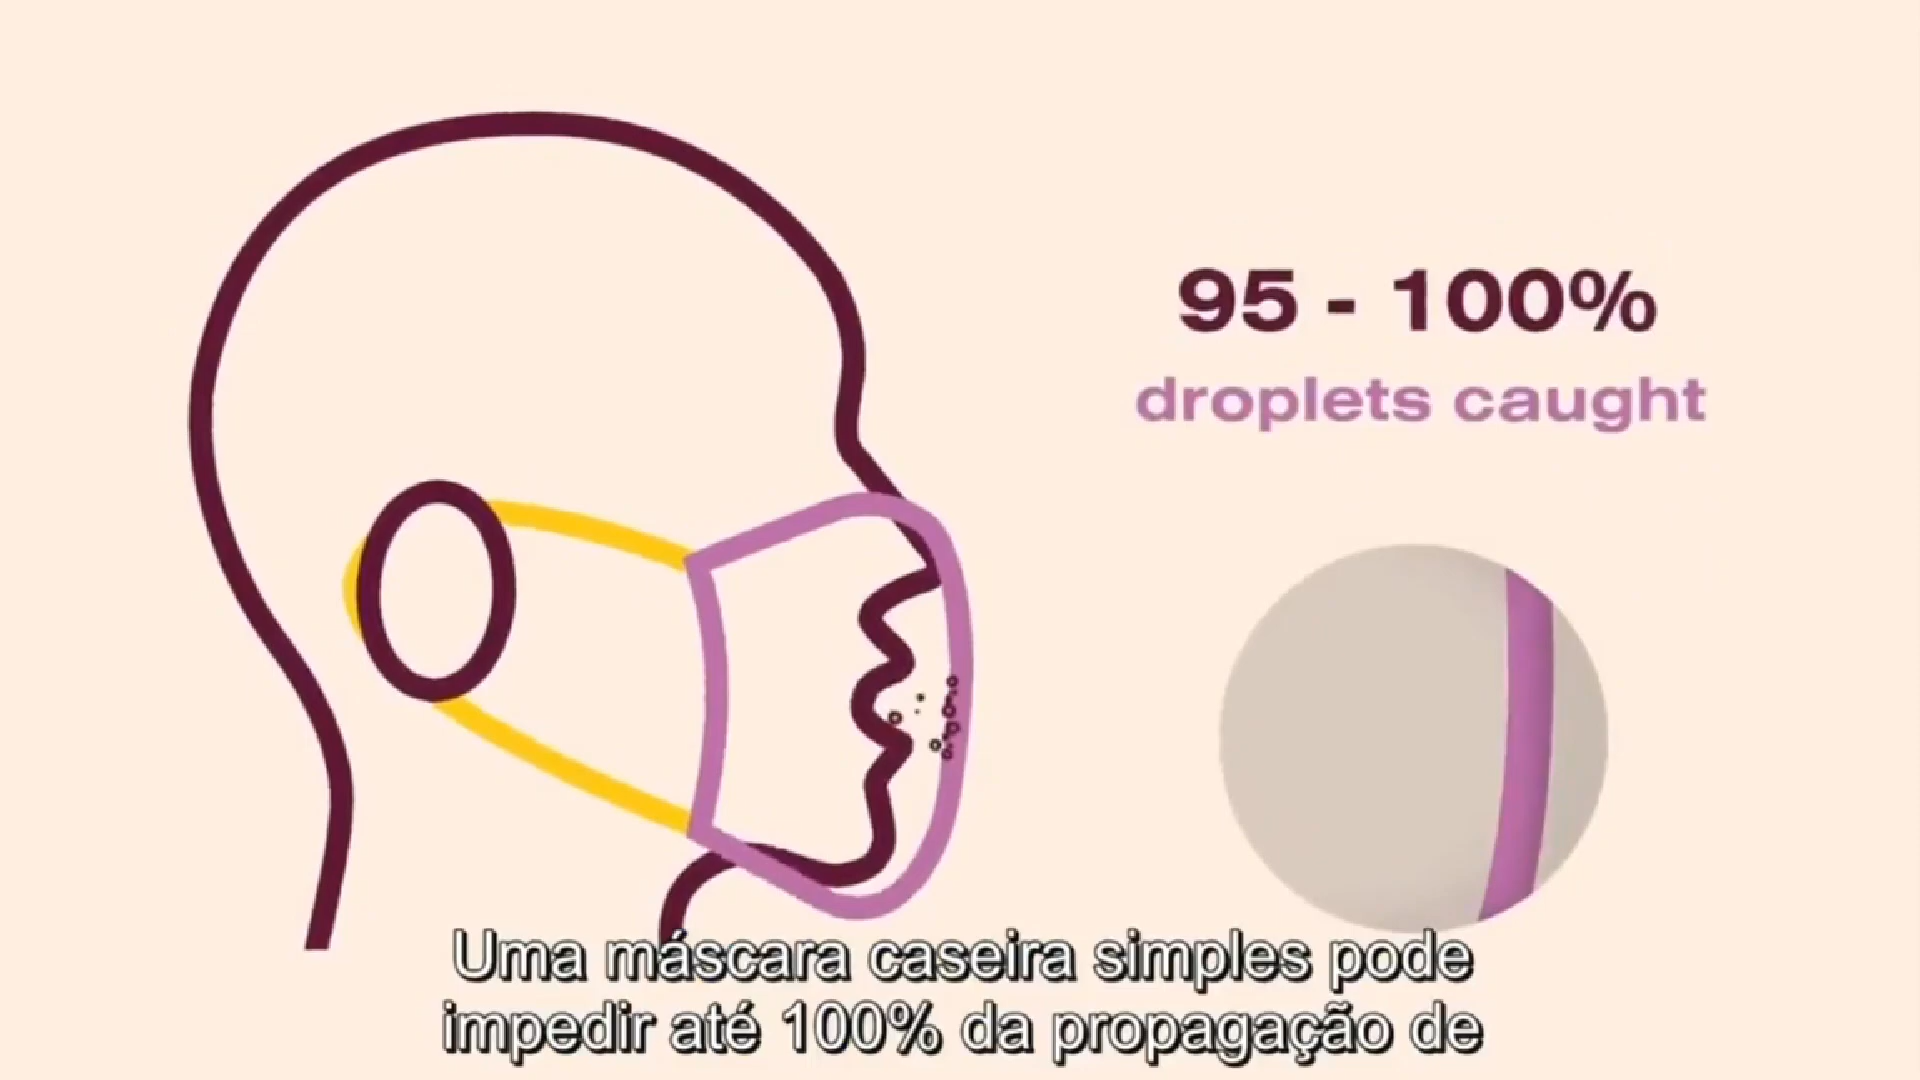 95 - 100%
droplets caught
Uma máscara caseira simples pode
impedir até 100% da propagação de